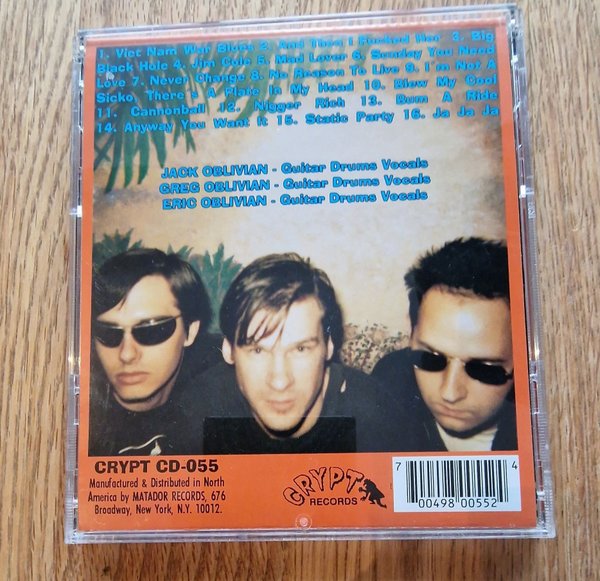 1. Viet Nam War Blues 2. And Then I Fucked Her 3. Big
Black Hole 4. Jim Cole 5. Mad Lover 6. Sunday You Need
Love 7. Never Change 8. No Reason To Live 9. I'm Not A
Sicko, There's A Place In My Head 10. Blew My Cool
11. Cannonball 12. Nigger Rich 13. Bum A Ride
14. Anyway You Want It 15. Static Party 16. Ja Ja Ja
JACK OBLIVIAN - Guitar Drums Vocals
GREG OBLIVIAN - Guitar Drums Vocals
ERIC OBLIVIAN - Guitar Drums Vocals
CRYPT CD-055
Manufactured & Distributed in North
America by MATADOR RECORDS, 676
Broadway, New York, N.Y. 10012.
CRYPT
RECORDS
7 00498 00552 4